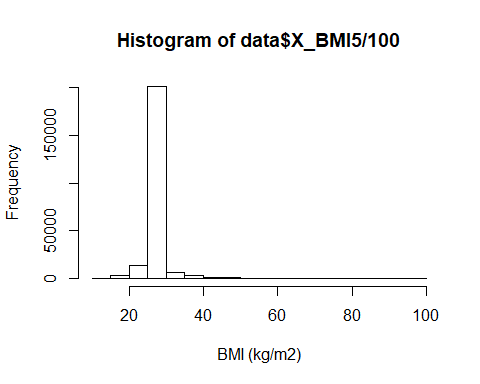 Histogram of data$X_BMI5/100
Frequency
150000
50000
0
20 40 60 80 100
BMI (kg/m2)